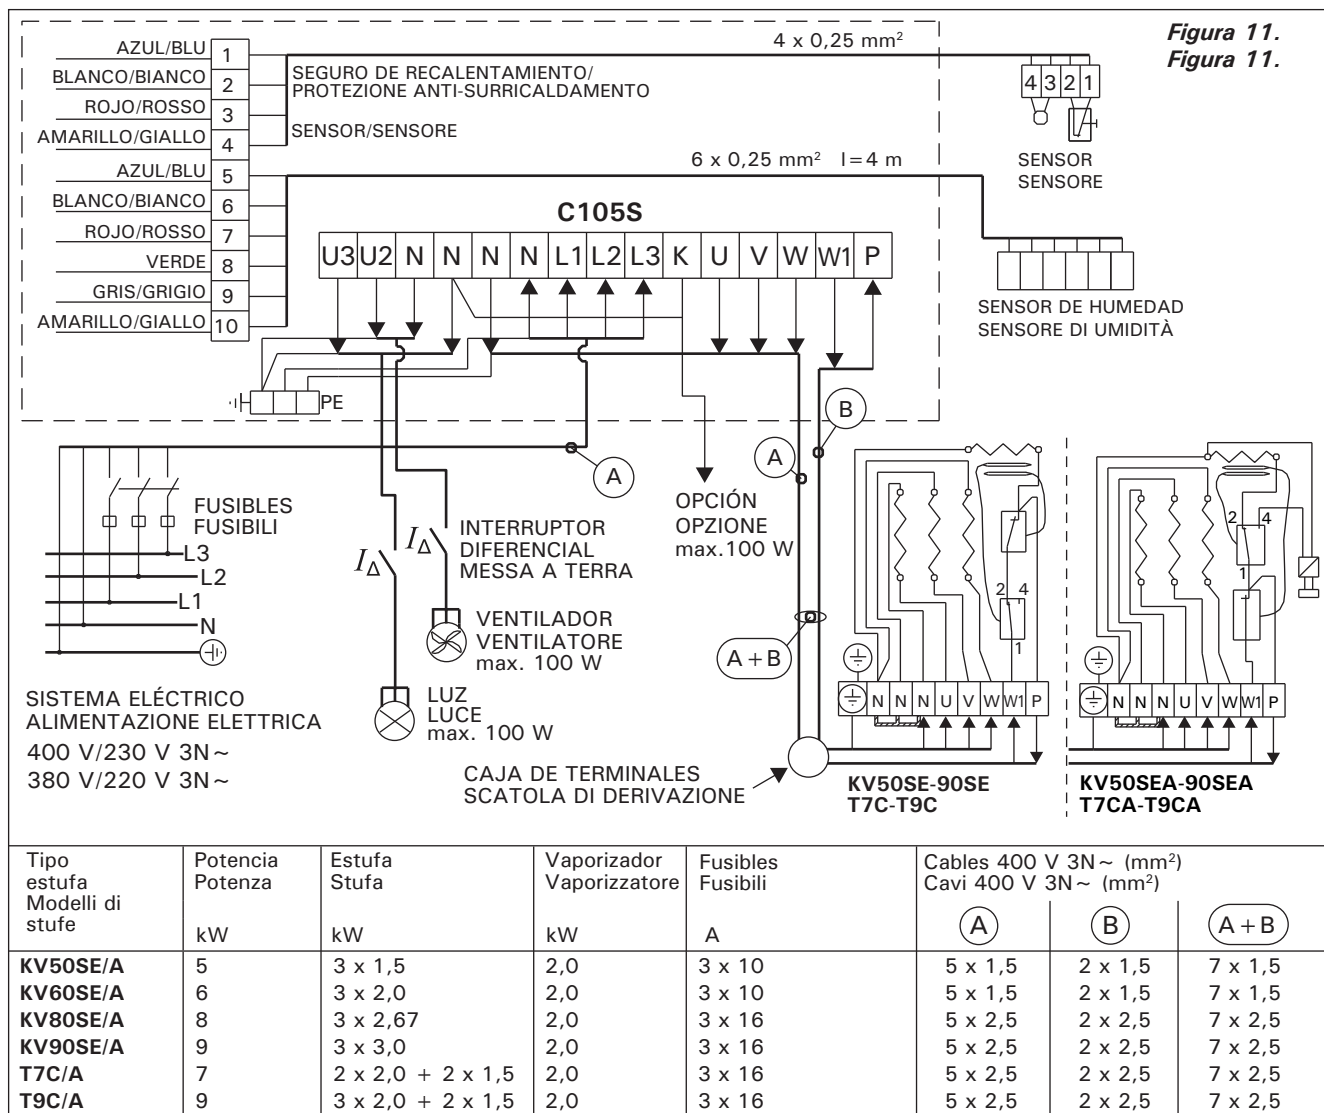 Figura 11.
Figura 11.
AZUL/BLU 1
BLANCO/BIANCO 2
ROJO/ROSSO 3
AMARILLO/GIALLO 4
AZUL/BLU 5
BLANCO/BIANCO 6
ROJO/ROSSO 7
VERDE 8
GRIS/GRIGIO 9
AMARILLO/GIALLO 10
4 x 0,25 mm²
SEGURO DE RECALENTAMIENTO/
PROTEZIONE ANTI-SURRICALDAMENTO
SENSOR/SENSORE
4 3 2 1
SENSOR
SENSORE
6 x 0,25 mm² l=4 m
C105S
U3 U2 N N N N L1 L2 L3 K U V W W1 P
SENSOR DE HUMEDAD
SENSORE DI UMIDITÀ
PE
A
B
A
FUSIBLES
FUSIBILI
L3
L2
L1
N
I∆
I∆
INTERRUPTOR
DIFERENCIAL
MESSA A TERRA
OPCIÓN
OPZIONE
max.100 W
VENTILADOR
VENTILATORE
max. 100 W
LUZ
LUCE
max. 100 W
A+B
SISTEMA ELÉCTRICO
ALIMENTAZIONE ELETTRICA
400 V/230 V 3N~
380 V/220 V 3N~
CAJA DE TERMINALES
SCATOLA DI DERIVAZIONE
2 4
1
N N N U V W W1 P
KV50SE-90SE
T7C-T9C
2 4
1
N N N U V W W1 P
KV50SEA-90SEA
T7CA-T9CA
Tipo estufa Modelli di stufe
Potencia Potenza kW
Estufa Stufa kW
Vaporizador Vaporizzatore kW
Fusibles Fusibili A
Cables 400 V 3N~ (mm²)
Cavi 400 V 3N~ (mm²)
A B A+B
KV50SE/A 5 3 x 1,5 2,0 3 x 10 5 x 1,5 2 x 1,5 7 x 1,5
KV60SE/A 6 3 x 2,0 2,0 3 x 10 5 x 1,5 2 x 1,5 7 x 1,5
KV80SE/A 8 3 x 2,67 2,0 3 x 16 5 x 2,5 2 x 2,5 7 x 2,5
KV90SE/A 9 3 x 3,0 2,0 3 x 16 5 x 2,5 2 x 2,5 7 x 2,5
T7C/A 7 2 x 2,0 + 2 x 1,5 2,0 3 x 16 5 x 2,5 2 x 2,5 7 x 2,5
T9C/A 9 3 x 2,0 + 2 x 1,5 2,0 3 x 16 5 x 2,5 2 x 2,5 7 x 2,5